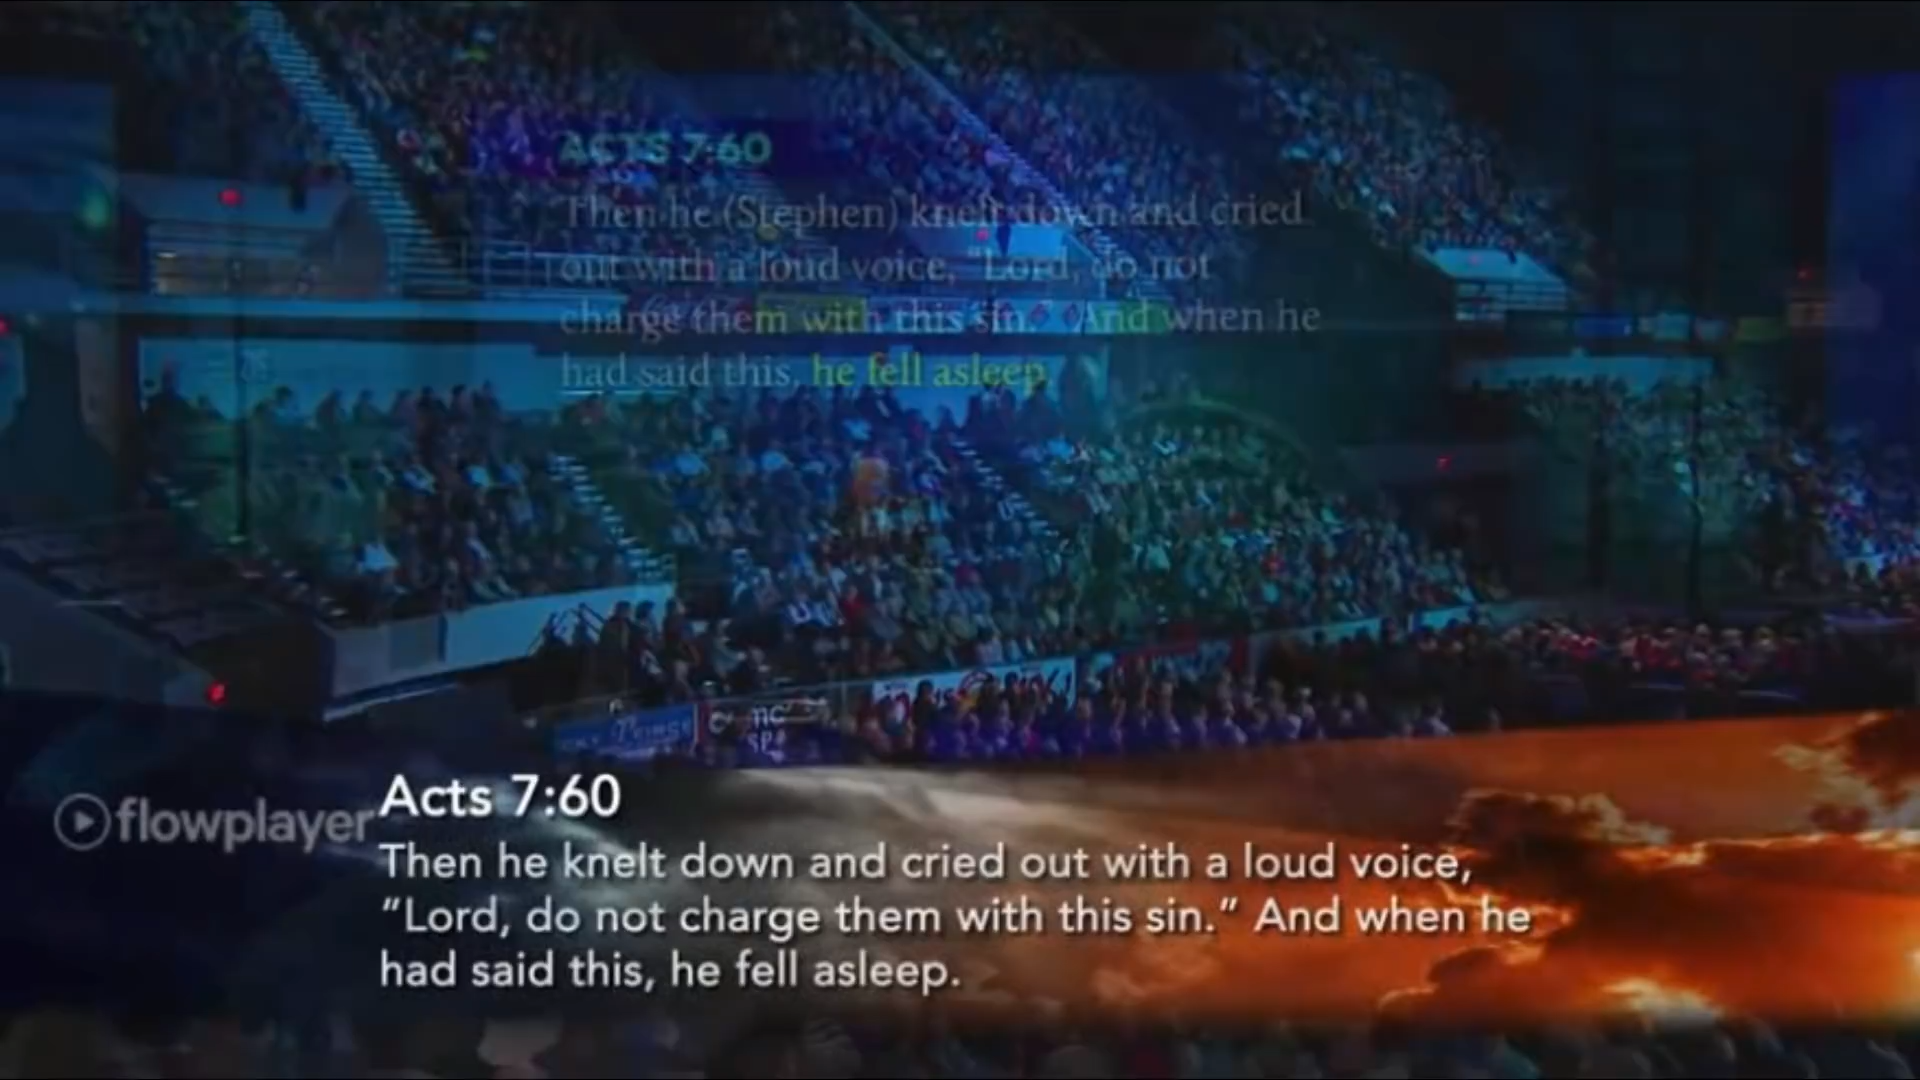 ACTS 7:60
Then he (Stephen) knelt down and cried
out with a loud voice, "Lord, do not
charge them with this sin." And when he
had said this, he fell asleep.
flowplayer
Acts 7:60
Then he knelt down and cried out with a loud voice,
"Lord, do not charge them with this sin." And when he
had said this, he fell asleep.